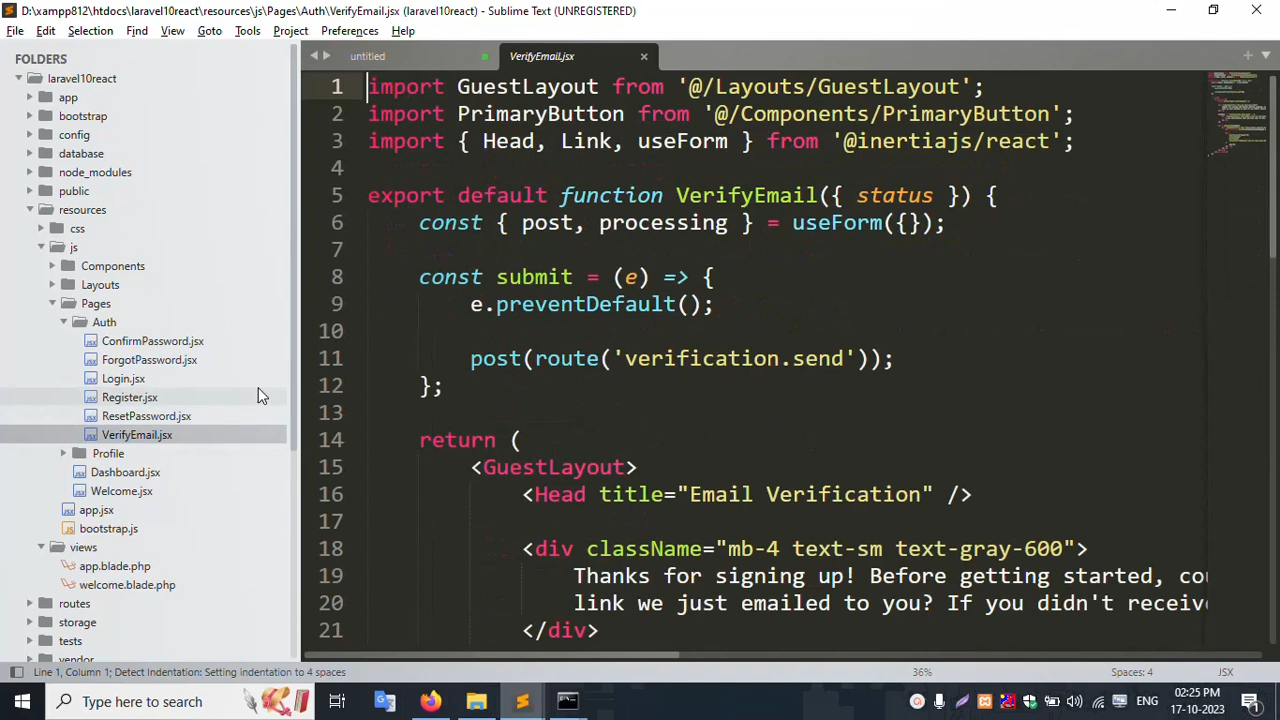 D:\xampp812\htdocs\laravel10react\resources\js\Pages\Auth\VerifyEmail.jsx (laravel10react) - Sublime Text (UNREGISTERED)
File Edit Selection Find View Goto Tools Project Preferences Help
FOLDERS
laravel10react
app
bootstrap
config
database
node_modules
public
resources
css
js
Components
Layouts
Pages
Auth
ConfirmPassword.jsx
ForgotPassword.jsx
Login.jsx
Register.jsx
ResetPassword.jsx
VerifyEmail.jsx
Profile
Dashboard.jsx
Welcome.jsx
app.jsx
bootstrap.js
views
app.blade.php
welcome.blade.php
routes
storage
tests
vendor
untitled
VerifyEmail.jsx
1 import GuestLayout from '@/Layouts/GuestLayout';
2 import PrimaryButton from '@/Components/PrimaryButton';
3 import { Head, Link, useForm } from '@inertiajs/react';
4
5 export default function VerifyEmail({ status }) {
6 const { post, processing } = useForm({});
7
8 const submit = (e) => {
9 e.preventDefault();
10
11 post(route('verification.send'));
12 };
13
14 return (
15 <GuestLayout>
16 <Head title="Email Verification" />
17
18 <div className="mb-4 text-sm text-gray-600">
19 Thanks for signing up! Before getting started, cou
20 link we just emailed to you? If you didn't receive
21 </div>
Line 1, Column 1; Detect Indentation: Setting indentation to 4 spaces
36%
Spaces: 4
JSX
Type here to search
ENG
02:25 PM
17-10-2023
1